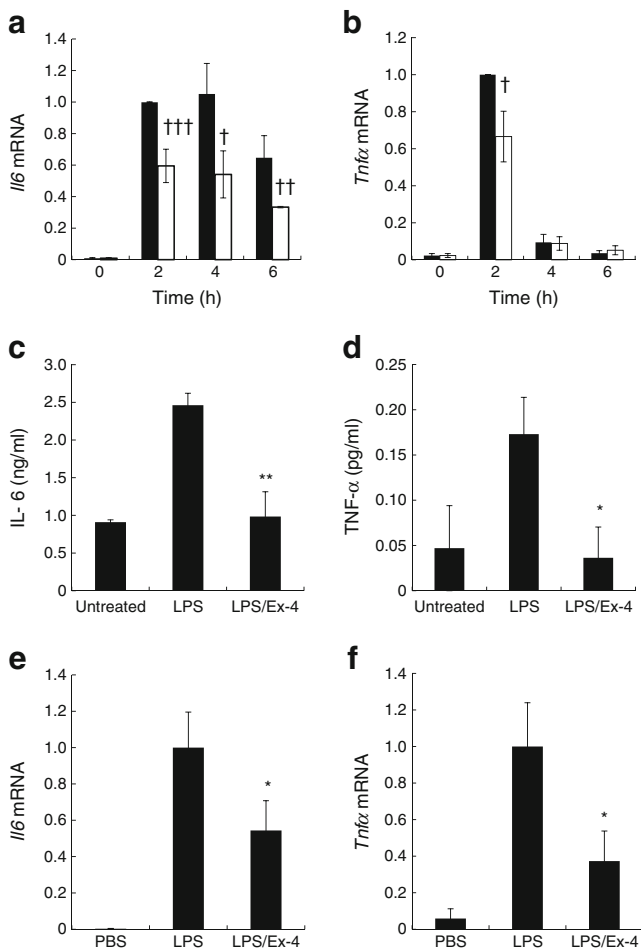 a
Il6 mRNA
1.4
1.2
1.0
0.8
0.6
0.4
0.2
0
†††
†
††
0 2 4 6
Time (h)
b
Tnfα mRNA
1.4
1.2
1.0
0.8
0.6
0.4
0.2
0
†
0 2 4 6
Time (h)
c
IL- 6 (ng/ml)
3.0
2.5
2.0
1.5
1.0
0.5
0
**
Untreated LPS LPS/Ex-4
d
TNF-α (pg/ml)
0.25
0.20
0.15
0.10
0.05
0
*
Untreated LPS LPS/Ex-4
e
Il6 mRNA
1.4
1.2
1.0
0.8
0.6
0.4
0.2
0
*
PBS LPS LPS/Ex-4
f
Tnfα mRNA
1.4
1.2
1.0
0.8
0.6
0.4
0.2
0
*
PBS LPS LPS/Ex-4